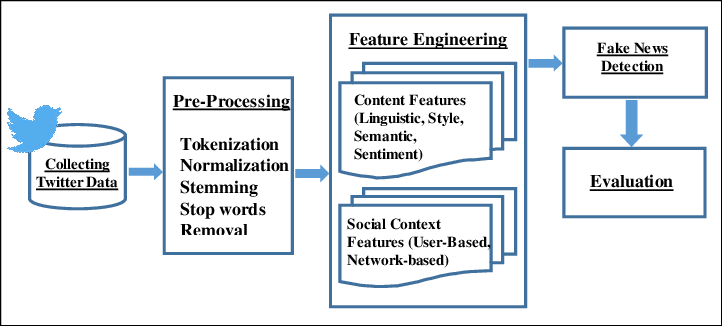 Collecting
Twitter Data
Pre-Processing
Tokenization
Normalization
Stemming
Stop words
Removal
Feature Engineering
Content Features
(Linguistic, Style,
Semantic,
Sentiment)
Social Context
Features (User-Based,
Network-based)
Fake News
Detection
Evaluation